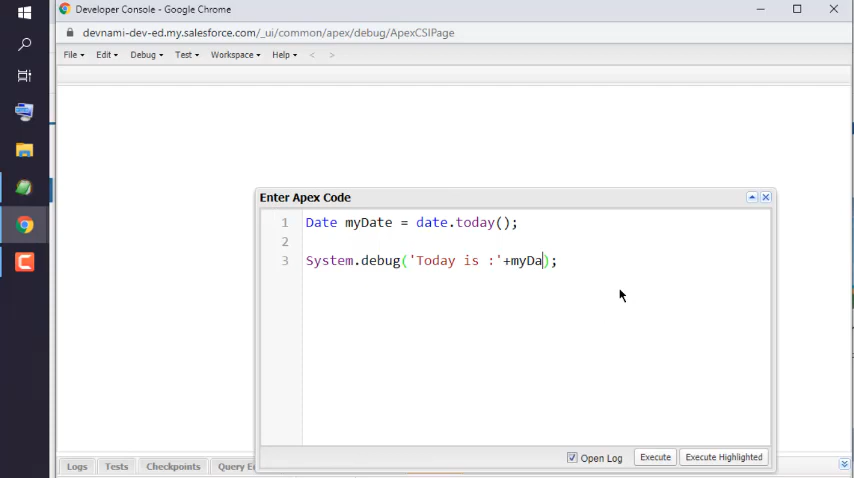 Developer Console - Google Chrome
devnami-dev-ed.my.salesforce.com/_ui/common/apex/debug/ApexCSIPage
File Edit Debug Test Workspace Help < >
Enter Apex Code
1 Date myDate = date.today();
2
3 System.debug('Today is :'+myDa);
Open Log Execute Execute Highlighted
Logs Tests Checkpoints Query E